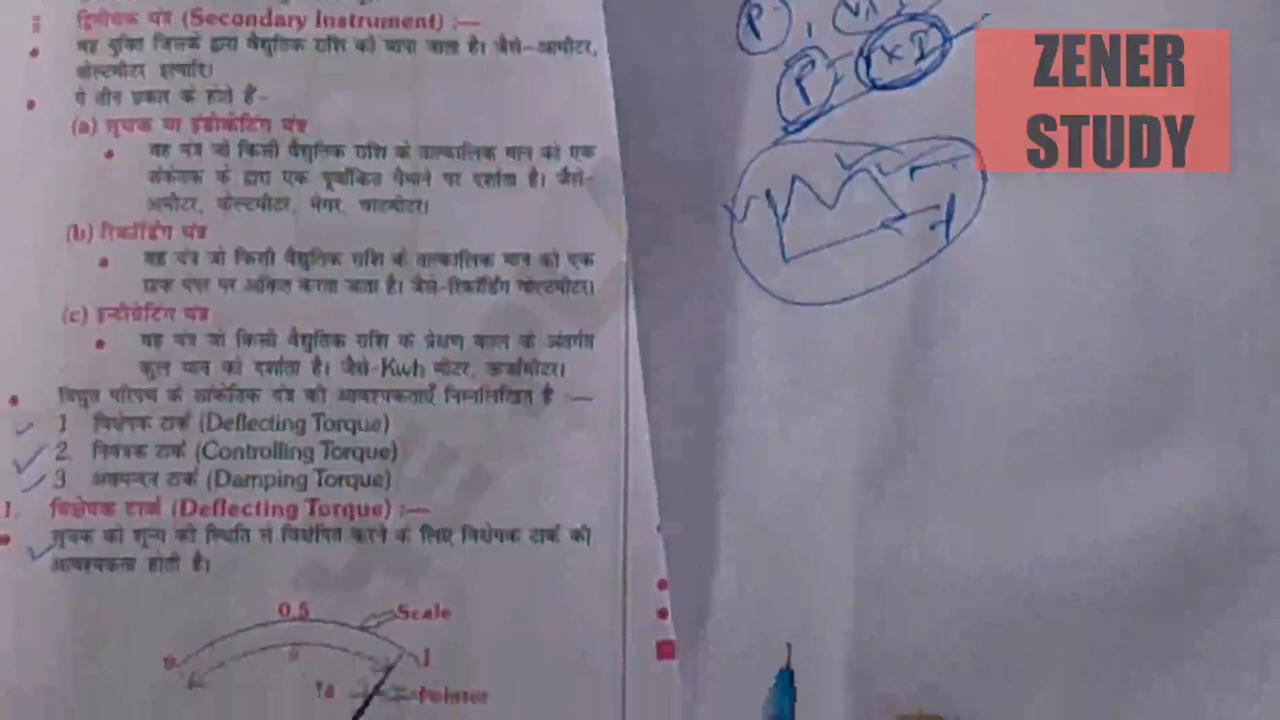 द्वितीयक यंत्र (Secondary Instrument) :—
वह युक्ति जिसके द्वारा वैद्युतिक राशि को मापा जाता है। जैसे-आमीटर,
वोल्टमीटर इत्यादि।
ये तीन प्रकार के होते हैं-
(a) सूचक या इंडीकेटिंग यंत्र
वह यंत्र जो किसी वैद्युतिक राशि के तात्कालिक मान को एक
संकेतक के द्वारा एक पूर्वांकित पैमाने पर दर्शाता है। जैसे-
अमीटर, वोल्टमीटर, मेगर, वाटमीटर।
(b) रिकॉर्डिंग यंत्र
वह यंत्र जो किसी वैद्युतिक राशि के तात्कालिक मान को एक
ग्राफ पेपर पर अंकित करता जाता है। जैसे-रिकॉर्डिंग वोल्टमीटर।
(c) इन्टीग्रेटिंग यंत्र
वह यंत्र जो किसी वैद्युतिक राशि के प्रेक्षण काल के अंतर्गत
कुल मान को दर्शाता है। जैसे-Kwh मीटर, ऊर्जामीटर।
विद्युत परिपथ के सांकेतिक यंत्र की आवश्यकताएँ निम्नलिखित है :—
1. विक्षेपक टार्क (Deflecting Torque)
2. नियंत्रक टार्क (Controlling Torque)
3. अवमन्दन टार्क (Damping Torque)
1. विक्षेपक टार्क (Deflecting Torque) :—
सूचक को शून्य की स्थिति से विक्षेपित करने के लिए विक्षेपक टार्क की
आवश्यकता होती है।
0.5 Scale
0 1
Td Pointer
P
P = V×I
ZENER
STUDY